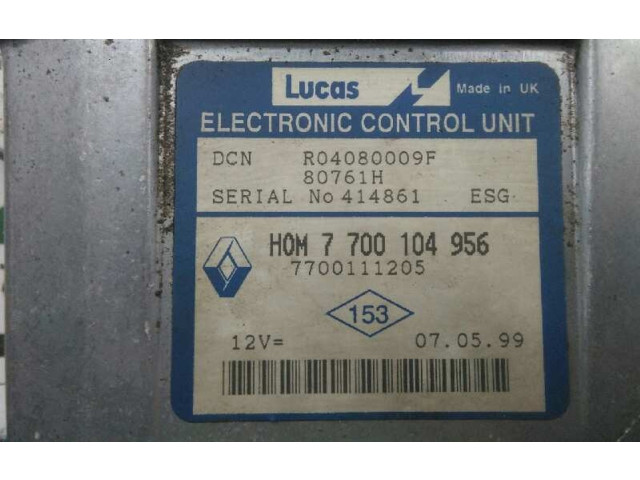 Lucas Made in UK
ELECTRONIC CONTROL UNIT
DCN R04080009F
80761H
SERIAL No 414861 ESG
HOM 7 700 104 956
7700111205
153
12V= 07.05.99